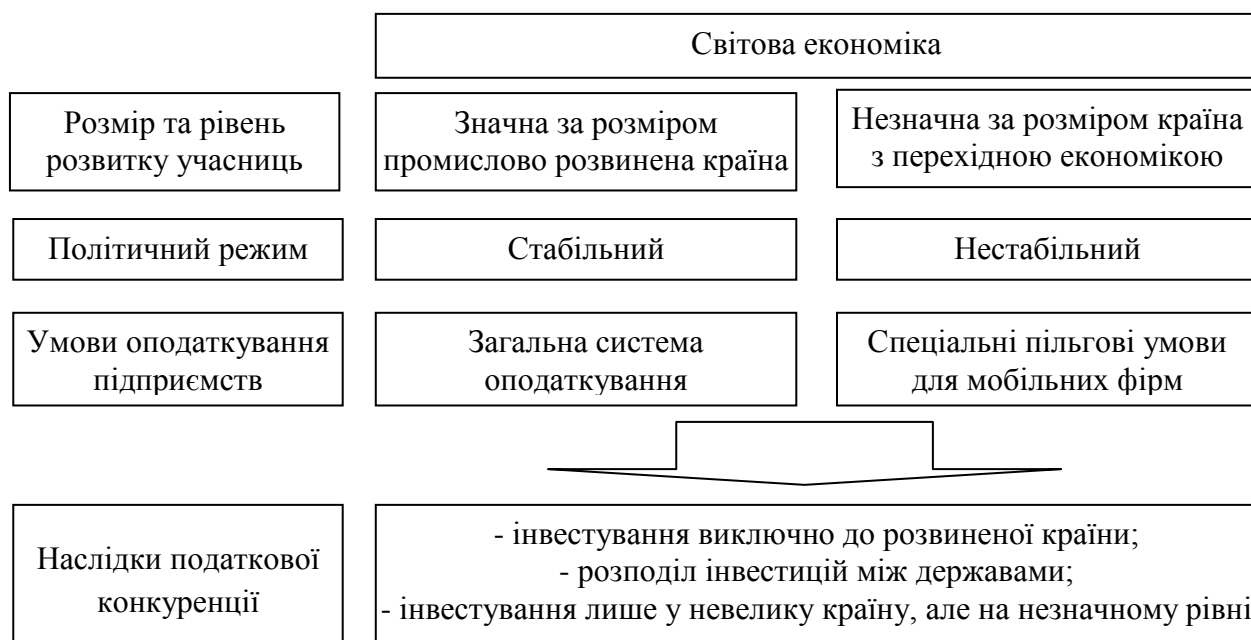 Світова економіка
Розмір та рівень
розвитку учасниць
Значна за розміром
промислово розвинена країна
Незначна за розміром країна
з перехідною економікою
Політичний режим
Стабільний
Нестабільний
Умови оподаткування
підприємств
Загальна система
оподаткування
Спеціальні пільгові умови
для мобільних фірм
Наслідки податкової
конкуренції
- інвестування виключно до розвиненої країни;
- розподіл інвестицій між державами;
- інвестування лише у невелику країну, але на незначному рівні